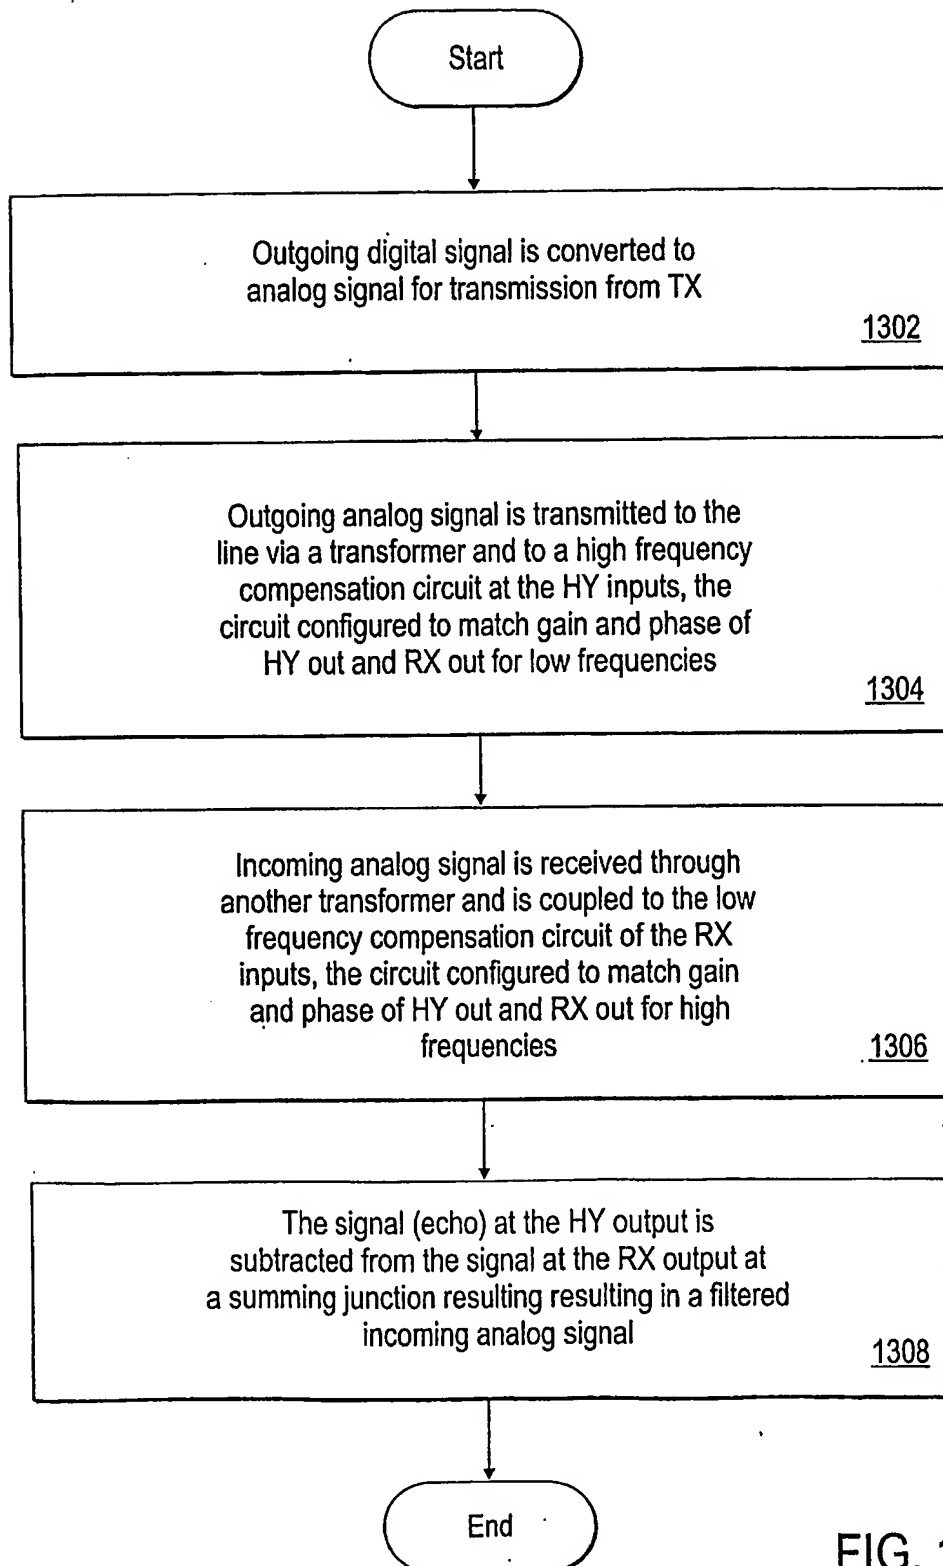 Start
Outgoing digital signal is converted to
analog signal for transmission from TX
1302
Outgoing analog signal is transmitted to the
line via a transformer and to a high frequency
compensation circuit at the HY inputs, the
circuit configured to match gain and phase of
HY out and RX out for low frequencies
1304
Incoming analog signal is received through
another transformer and is coupled to the low
frequency compensation circuit of the RX
inputs, the circuit configured to match gain
and phase of HY out and RX out for high
frequencies
1306
The signal (echo) at the HY output is
subtracted from the signal at the RX output at
a summing junction resulting resulting in a filtered
incoming analog signal
1308
End
FIG.